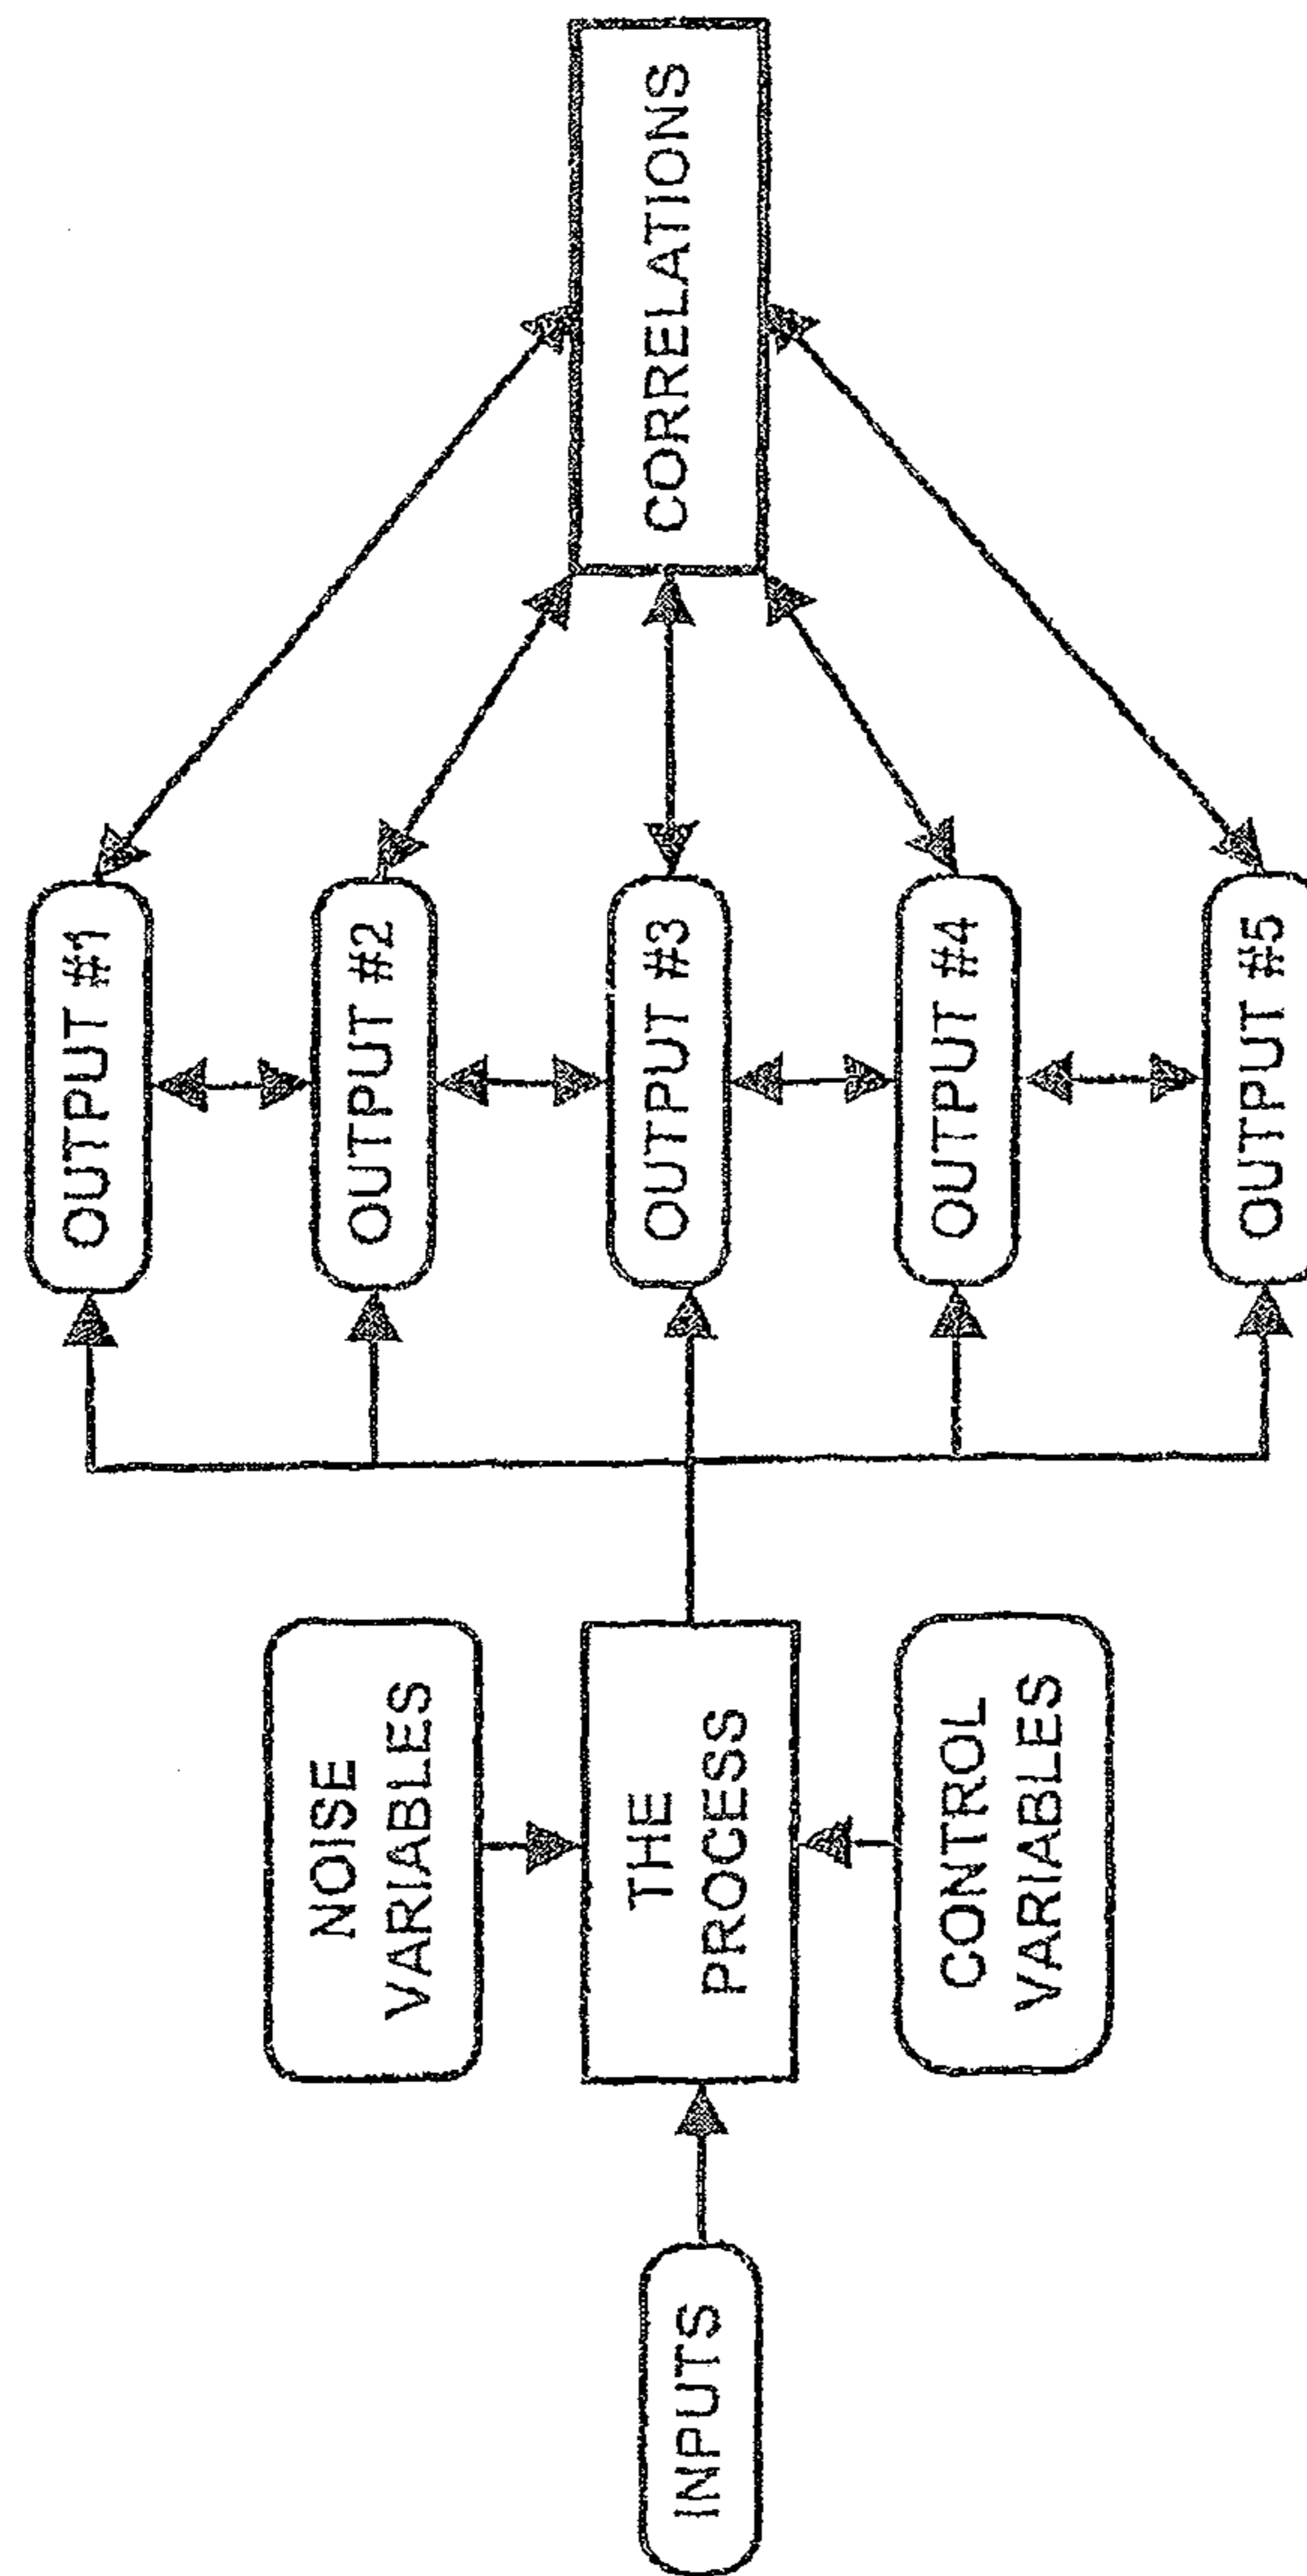 INPUTS
NOISE
VARIABLES
THE
PROCESS
CONTROL
VARIABLES
OUTPUT #1
OUTPUT #2
OUTPUT #3
OUTPUT #4
OUTPUT #5
CORRELATIONS